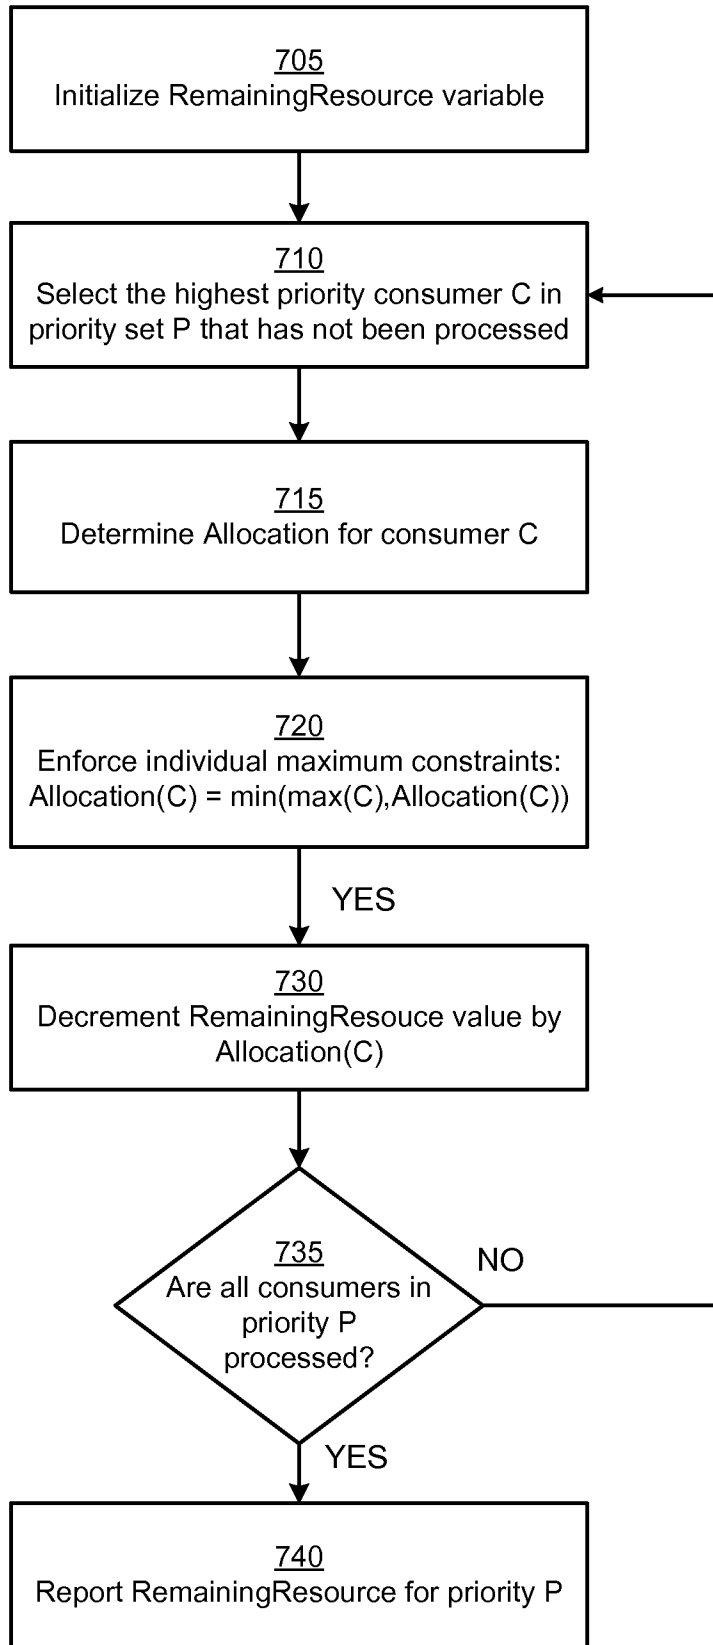 705
Initialize RemainingResource variable
710
Select the highest priority consumer C in
priority set P that has not been processed
715
Determine Allocation for consumer C
720
Enforce individual maximum constraints:
Allocation(C) = min(max(C),Allocation(C))
YES
730
Decrement RemainingResouce value by
Allocation(C)
735
Are all consumers in
priority P
processed?
NO
YES
740
Report RemainingResource for priority P